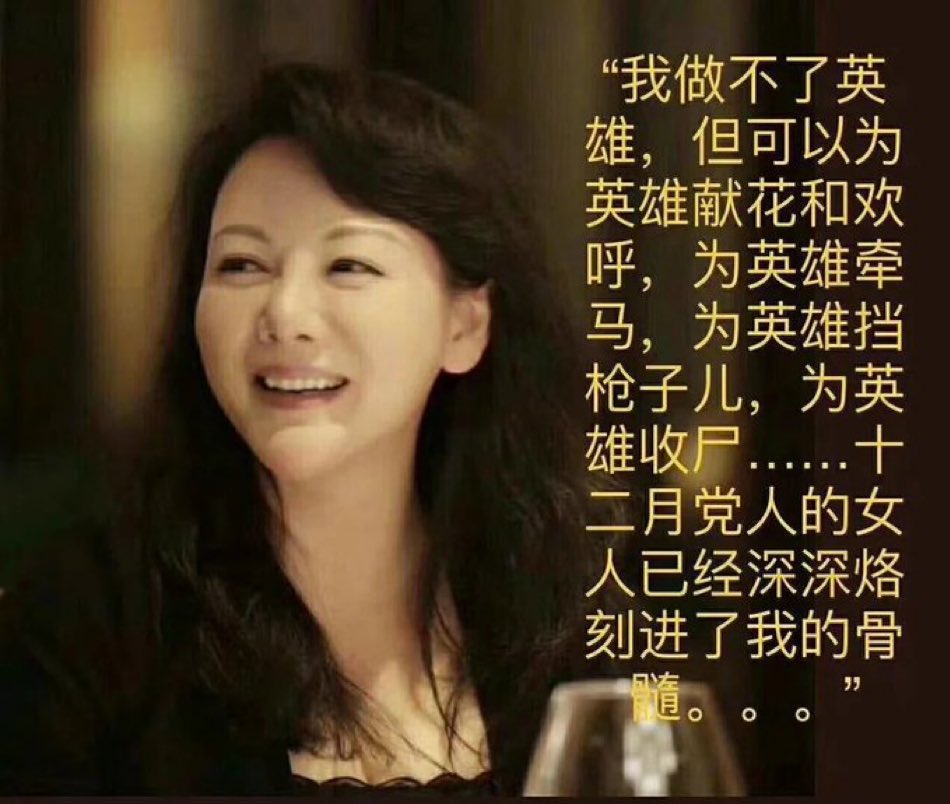 “我做不了英
雄，但可以为
英雄献花和欢
呼，为英雄牵
马，为英雄挡
枪子儿，为英
雄收尸……十
二月党人的女
人已经深深烙
刻进了我的骨
髓。。。”